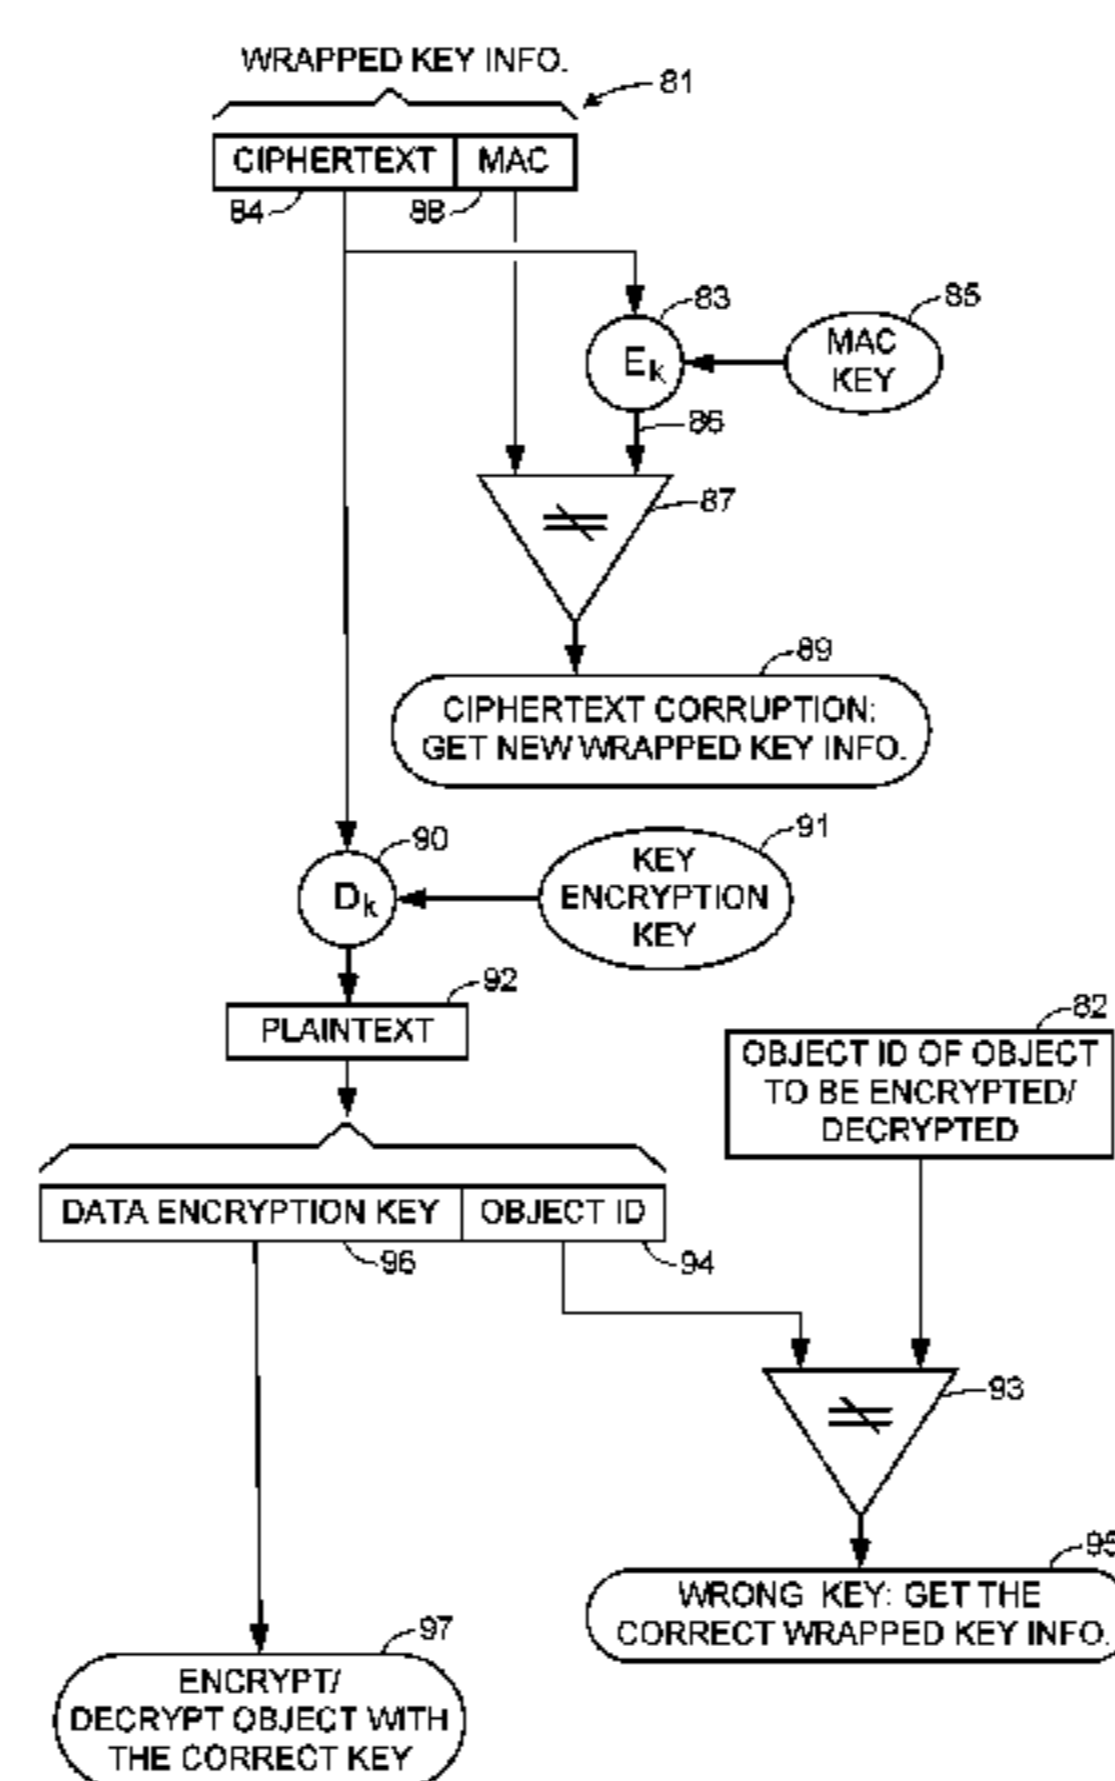 WRAPPED KEY INFO.
81
CIPHERTEXT MAC
84 88
83
85
Ek
MAC
KEY
86
≠
87
89
CIPHERTEXT CORRUPTION:
GET NEW WRAPPED KEY INFO.
90
91
Dk
KEY
ENCRYPTION
KEY
92
PLAINTEXT
82
OBJECT ID OF OBJECT
TO BE ENCRYPTED/
DECRYPTED
DATA ENCRYPTION KEY OBJECT ID
96 94
≠
93
95
WRONG KEY: GET THE
CORRECT WRAPPED KEY INFO.
97
ENCRYPT/
DECRYPT OBJECT WITH
THE CORRECT KEY